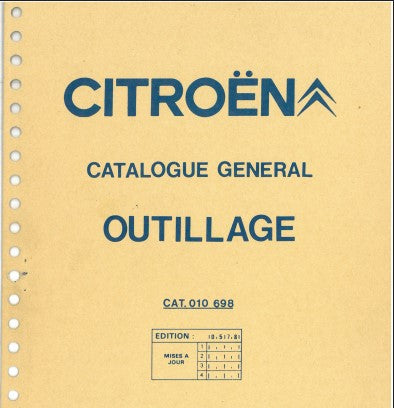 CITROËN
CATALOGUE GENERAL
OUTILLAGE
CAT. 010 698
EDITION :
MISES A
JOUR
1
2
3
4